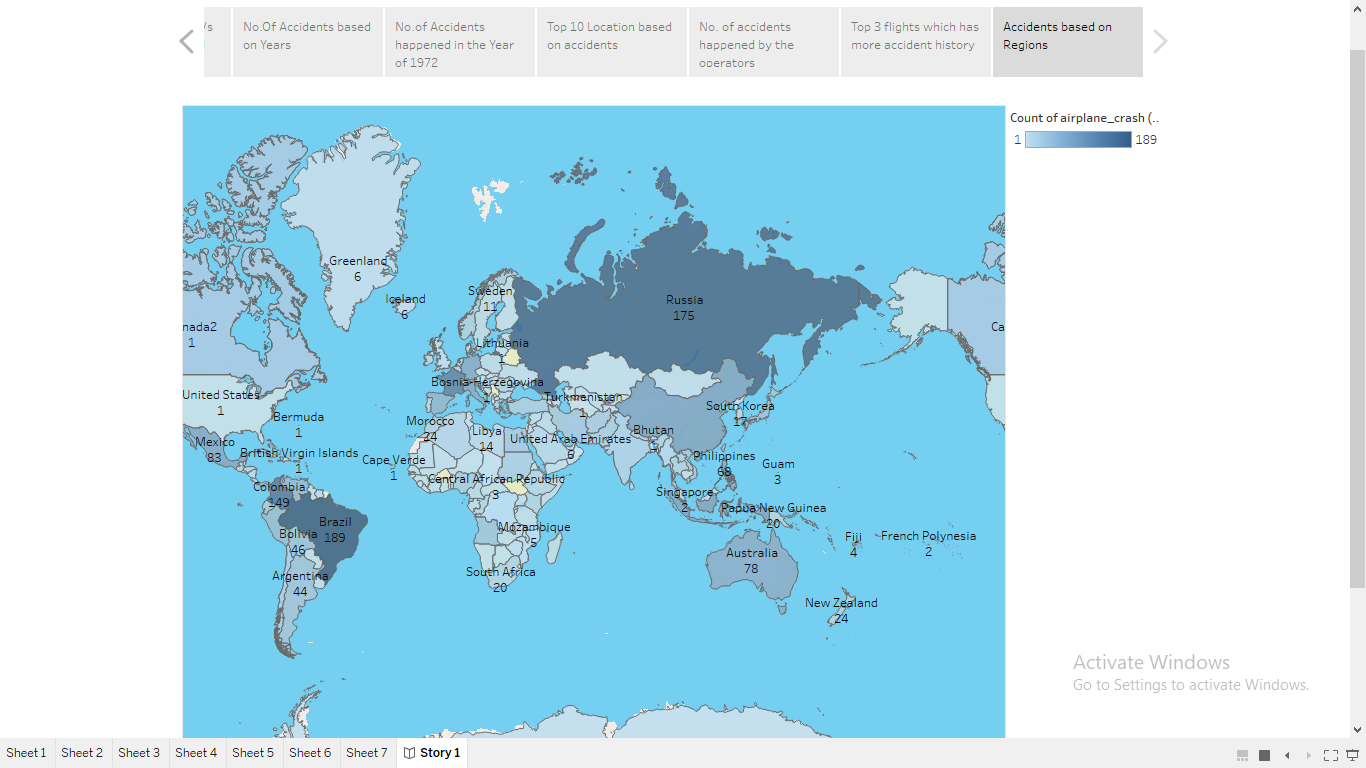 /s
No.Of Accidents based
on Years
No.of Accidents
happened in the Year
of 1972
Top 10 Location based
on accidents
No. of accidents
happened by the
operators
Top 3 flights which has
more accident history
Accidents based on
Regions
Count of airplane_crash (..
1
189
Greenland
6
Iceland
6
Sweden
11
Russia
175
nada2
1
Ca
Lithuania
1
United States
1
Bosnia-Herzegovina
1
Turkmenistan
1
South Korea
17
Bermuda
1
Morocco
24
Libya
14
United Arab Emirates
6
Bhutan
1
Mexico
83
British Virgin Islands
1
Cape Verde
1
Philippines
68
Guam
3
Central African Republic
3
Colombia
149
Singapore
2
Papua New Guinea
20
Brazil
189
Bolivia
46
Mozambique
5
Fiji
4
French Polynesia
2
Australia
78
Argentina
44
South Africa
20
New Zealand
24
Activate Windows
Go to Settings to activate Windows.
Sheet 1
Sheet 2
Sheet 3
Sheet 4
Sheet 5
Sheet 6
Sheet 7
Story 1